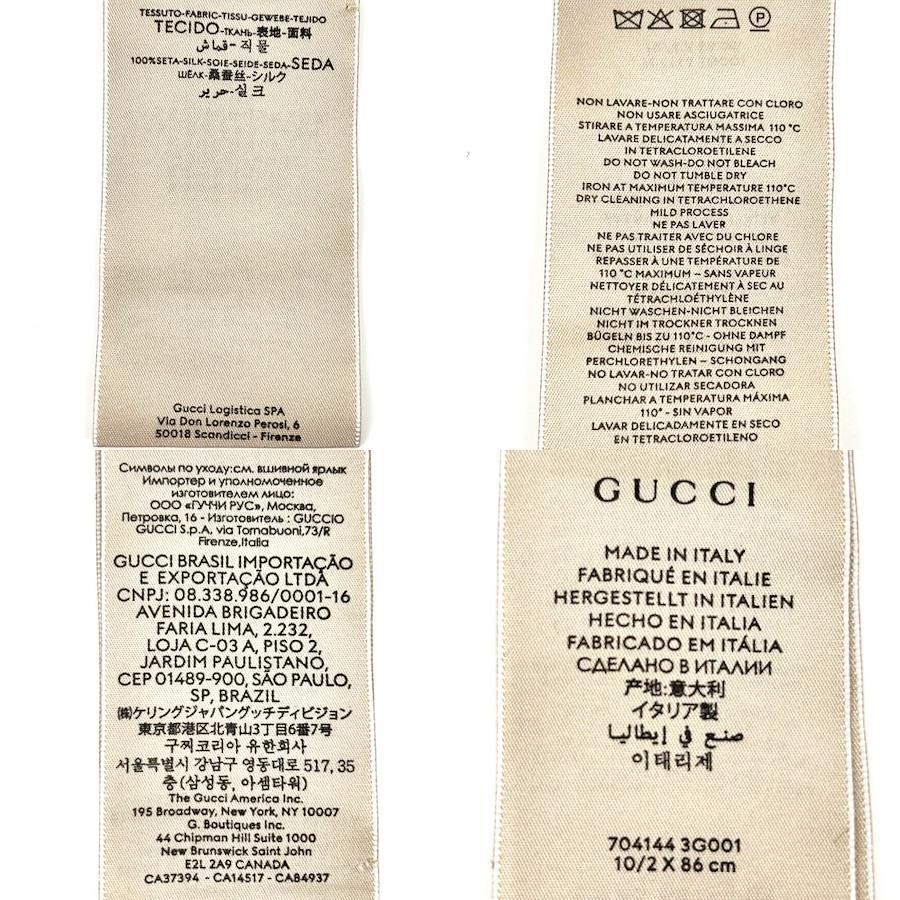 TESSUTO-FABRIC-TISSU-GEWEBE-TEJIDO
TECIDO-ТКАНЬ-表地-面料
قماش-직물
100%SETA-SILK-SOIE-SEIDE-SEDA-SEDA
ШЁЛК-桑蚕丝-シルク
حرير-실크
Gucci Logistica SPA
Via Don Lorenzo Perosi, 6
50018 Scandicci - Firenze
NON LAVARE-NON TRATTARE CON CLORO
NON USARE ASCIUGATRICE
STIRARE A TEMPERATURA MASSIMA 110 °C
LAVARE DELICATAMENTE A SECCO
IN TETRACLOROETILENE
DO NOT WASH-DO NOT BLEACH
DO NOT TUMBLE DRY
IRON AT MAXIMUM TEMPERATURE 110°C
DRY CLEANING IN TETRACHLOROETHENE
MILD PROCESS
NE PAS LAVER
NE PAS TRAITER AVEC DU CHLORE
NE PAS UTILISER DE SÉCHOIR À LINGE
REPASSER À UNE TEMPÉRATURE DE
110 °C MAXIMUM – SANS VAPEUR
NETTOYER DÉLICATEMENT À SEC AU
TÉTRACHLOÉTHYLÈNE
NICHT WASCHEN-NICHT BLEICHEN
NICHT IM TROCKNER TROCKNEN
BÜGELN BIS ZU 110°C - OHNE DAMPF
CHEMISCHE REINIGUNG MIT
PERCHLORETHYLEN – SCHONGANG
NO LAVAR-NO TRATAR CON CLORO
NO UTILIZAR SECADORA
PLANCHAR A TEMPERATURA MÁXIMA
110° - SIN VAPOR
LAVAR DELICADAMENTE EN SECO
EN TETRACLOROETILENO
Символы по уходу:см. вшивной ярлык
Импортер и уполномоченное
изготовителем лицо:
ООО «ГУЧЧИ РУС», Москва,
Петровка, 16 - Изготовитель : GUCCIO
GUCCI S.p.A, via Tornabuoni,73/R
Firenze,Italia
GUCCI BRASIL IMPORTAÇÃO
E EXPORTAÇÃO LTDA
CNPJ: 08.338.986/0001-16
AVENIDA BRIGADEIRO
FARIA LIMA, 2.232,
LOJA C-03 A, PISO 2,
JARDIM PAULISTANO,
CEP 01489-900, SÃO PAULO,
SP, BRAZIL
㈱ケリングジャパングッチディビジョン
東京都港区北青山3丁目6番7号
구찌코리아 유한회사
서울특별시 강남구 영동대로 517, 35
층(삼성동, 아셈타워)
The Gucci America Inc.
195 Broadway, New York, NY 10007
G. Boutiques Inc.
44 Chipman Hill Suite 1000
New Brunswick Saint John
E2L 2A9 CANADA
CA37394 - CA14517 - CA84937
GUCCI
MADE IN ITALY
FABRIQUÉ EN ITALIE
HERGESTELLT IN ITALIEN
HECHO EN ITALIA
FABRICADO EM ITÁLIA
СДЕЛАНО В ИТАЛИИ
产地:意大利
イタリア製
صنع في إيطاليا
이태리제
704144 3G001
10/2 X 86 cm